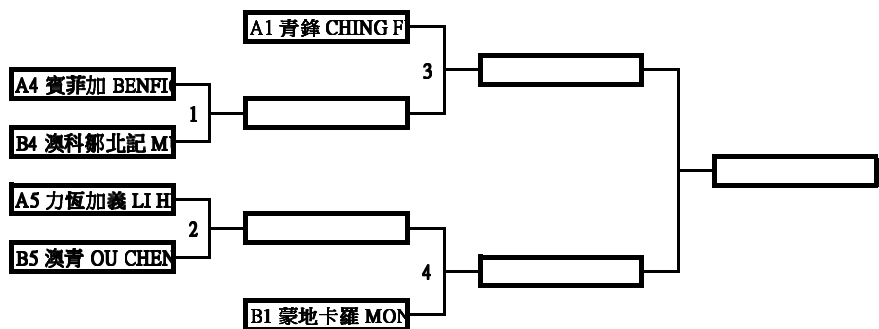 A1 青鋒 CHING F
3
A4 賓菲加 BENFI
1
B4 澳科鄒北記 M
A5 力恆加義 LI H
2
B5 澳青 OU CHEN
4
B1 蒙地卡羅 MON